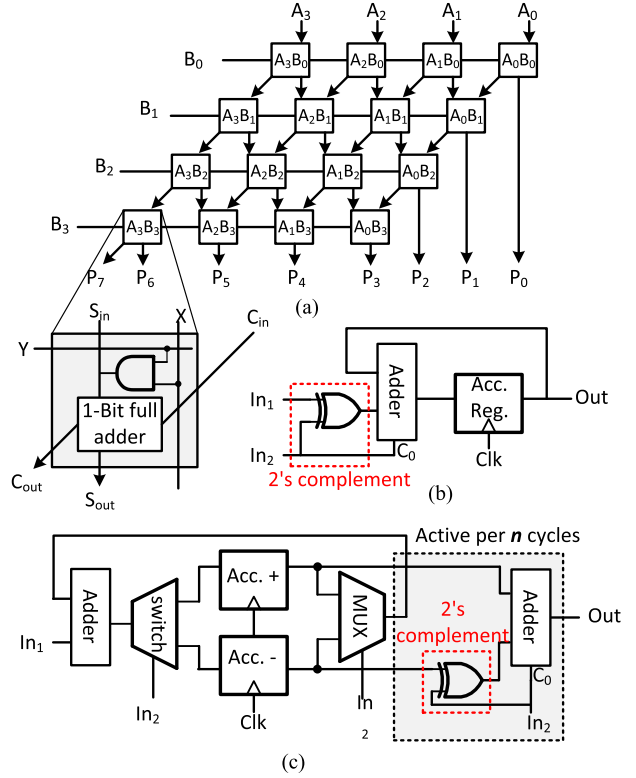 A3 A2 A1 A0
B0 A3B0 A2B0 A1B0 A0B0
B1 A3B1 A2B1 A1B1 A0B1
B2 A3B2 A2B2 A1B2 A0B2
B3 A3B3 A2B3 A1B3 A0B3
P7 P6 P5 P4 P3 P2 P1 P0
(a)
Sin X Cin
Y
1-Bit full
adder
Cout
Sout
In1
In2
2's complement
Adder
C0
Acc.
Reg.
Clk
Out
(b)
Active per n cycles
Adder
In1
switch
In2
Acc. +
Acc. -
Clk
MUX
In
2
2's
complement
Adder
C0
In2
Out
(c)